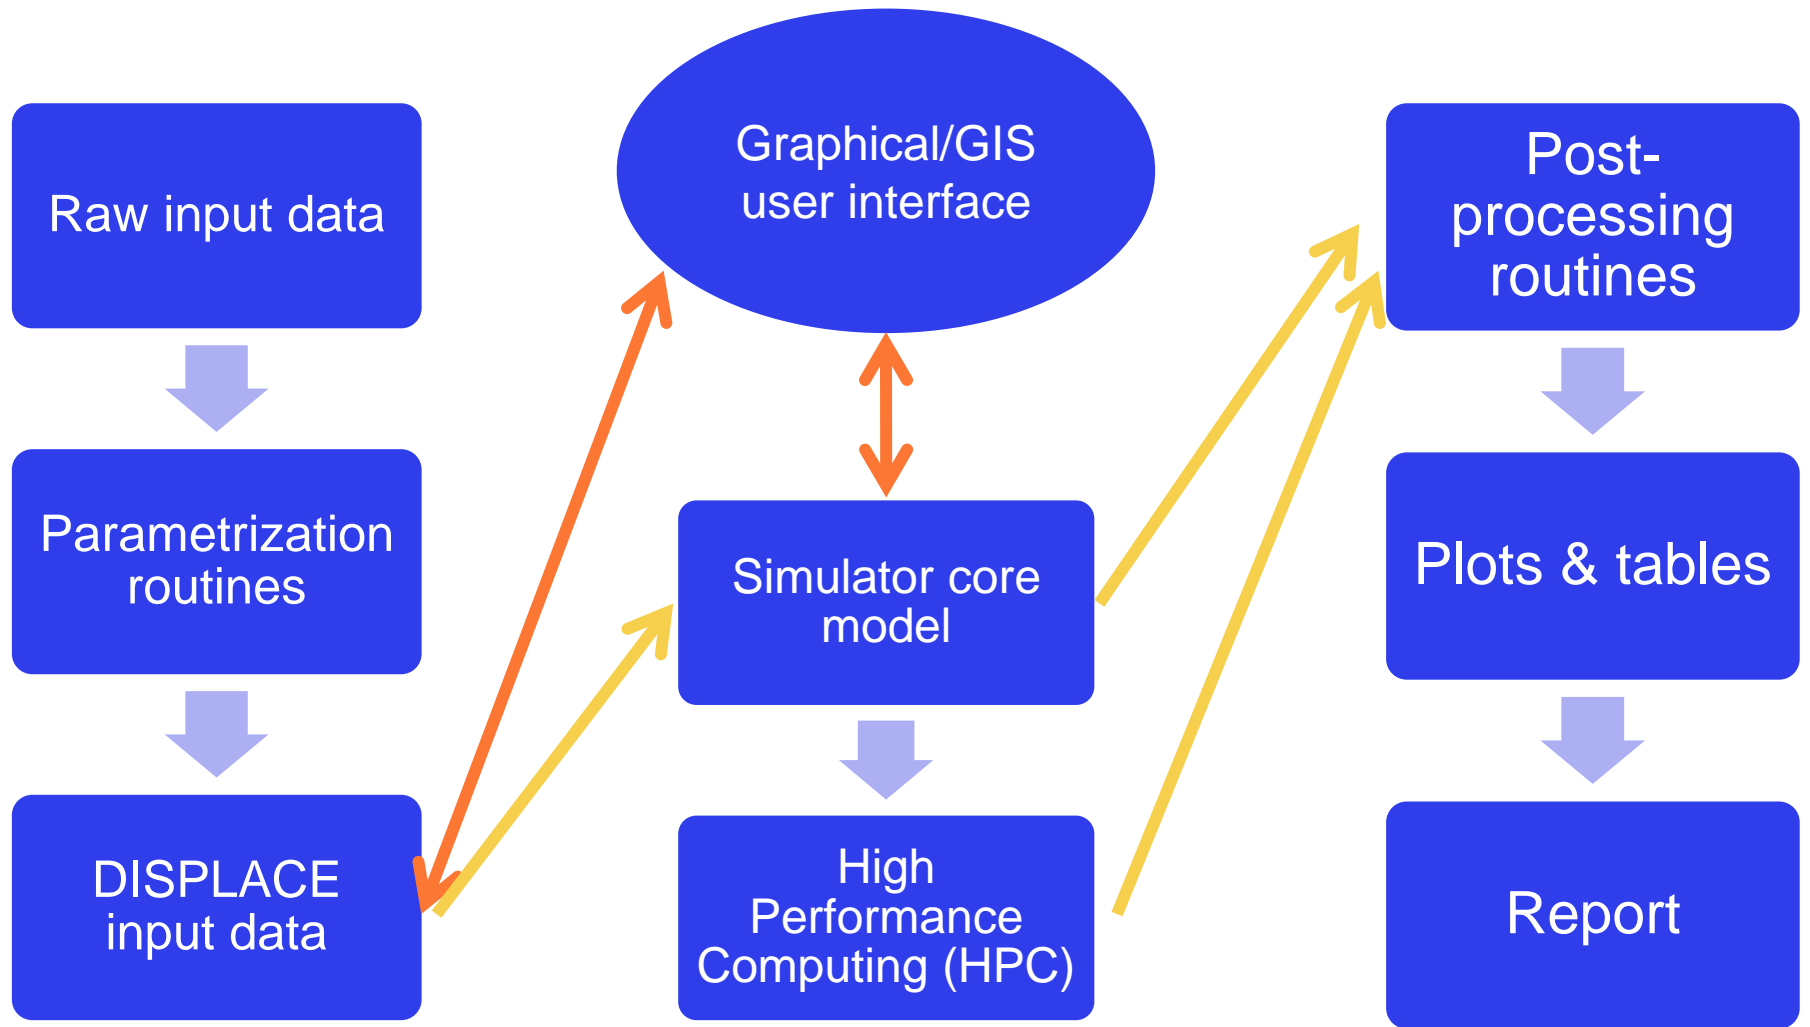 Raw input data
Parametrization
routines
DISPLACE
input data
Graphical/GIS
user interface
Simulator core
model
High
Performance
Computing (HPC)
Post-
processing
routines
Plots & tables
Report